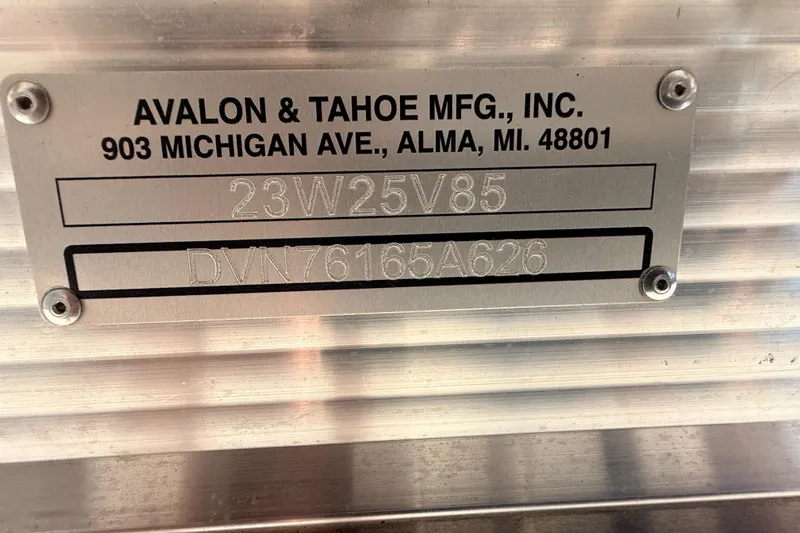 AVALON & TAHOE MFG., INC.
903 MICHIGAN AVE., ALMA, MI. 48801
23W25V85
DVN76165A626